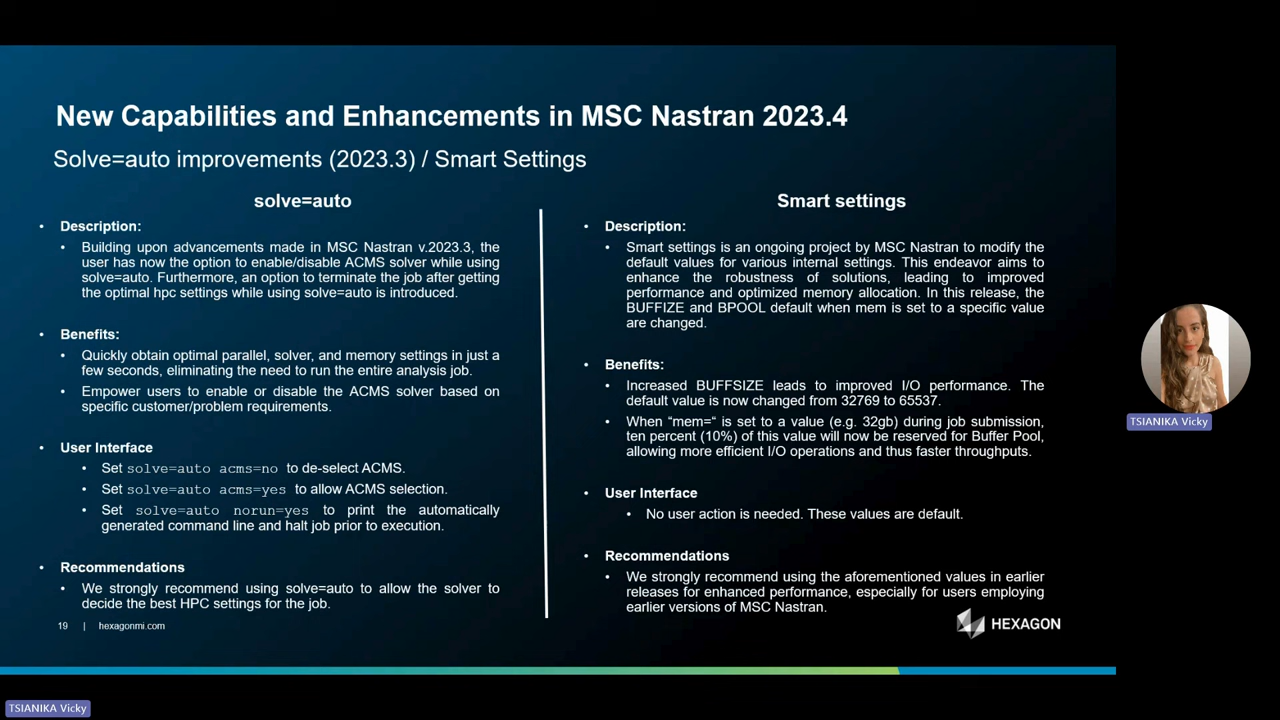 New Capabilities and Enhancements in MSC Nastran 2023.4
Solve=auto improvements (2023.3) / Smart Settings
solve=auto
• Description:
• Building upon advancements made in MSC Nastran v.2023.3, the
user has now the option to enable/disable ACMS solver while using
solve=auto. Furthermore, an option to terminate the job after getting
the optimal hpc settings while using solve=auto is introduced.
• Benefits:
• Quickly obtain optimal parallel, solver, and memory settings in just a
few seconds, eliminating the need to run the entire analysis job.
• Empower users to enable or disable the ACMS solver based on
specific customer/problem requirements.
• User Interface
• Set solve=auto acms=no to de-select ACMS.
• Set solve=auto acms=yes to allow ACMS selection.
• Set solve=auto norun=yes to print the automatically
generated command line and halt job prior to execution.
• Recommendations
• We strongly recommend using solve=auto to allow the solver to
decide the best HPC settings for the job.
Smart settings
• Description:
• Smart settings is an ongoing project by MSC Nastran to modify the
default values for various internal settings. This endeavor aims to
enhance the robustness of solutions, leading to improved
performance and optimized memory allocation. In this release, the
BUFFIZE and BPOOL default when mem is set to a specific value
are changed.
• Benefits:
• Increased BUFFSIZE leads to improved I/O performance. The
default value is now changed from 32769 to 65537.
• When “mem=“ is set to a value (e.g. 32gb) during job submission,
ten percent (10%) of this value will now be reserved for Buffer Pool,
allowing more efficient I/O operations and thus faster throughputs.
• User Interface
• No user action is needed. These values are default.
• Recommendations
• We strongly recommend using the aforementioned values in earlier
releases for enhanced performance, especially for users employing
earlier versions of MSC Nastran.
19 | hexagonmi.com
HEXAGON
TSIANIKA Vicky
TSIANIKA Vicky